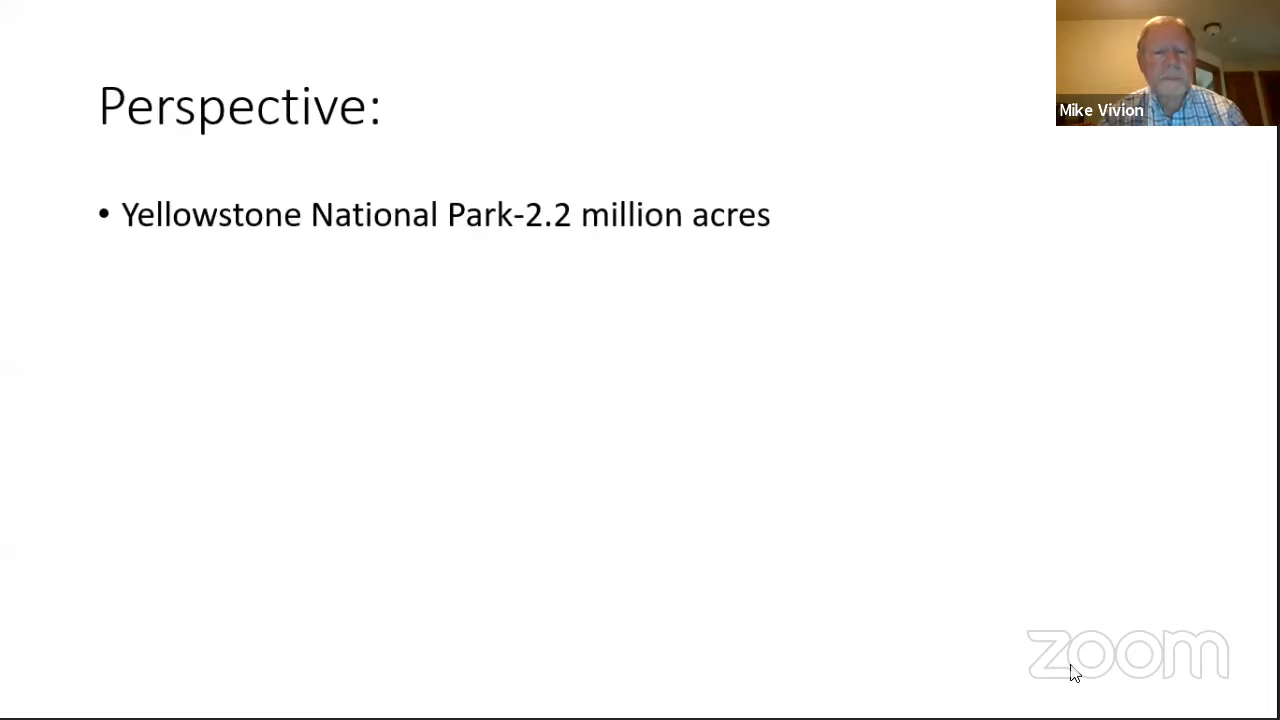 Perspective:
Mike Vivion
• Yellowstone National Park-2.2 million acres
zoom